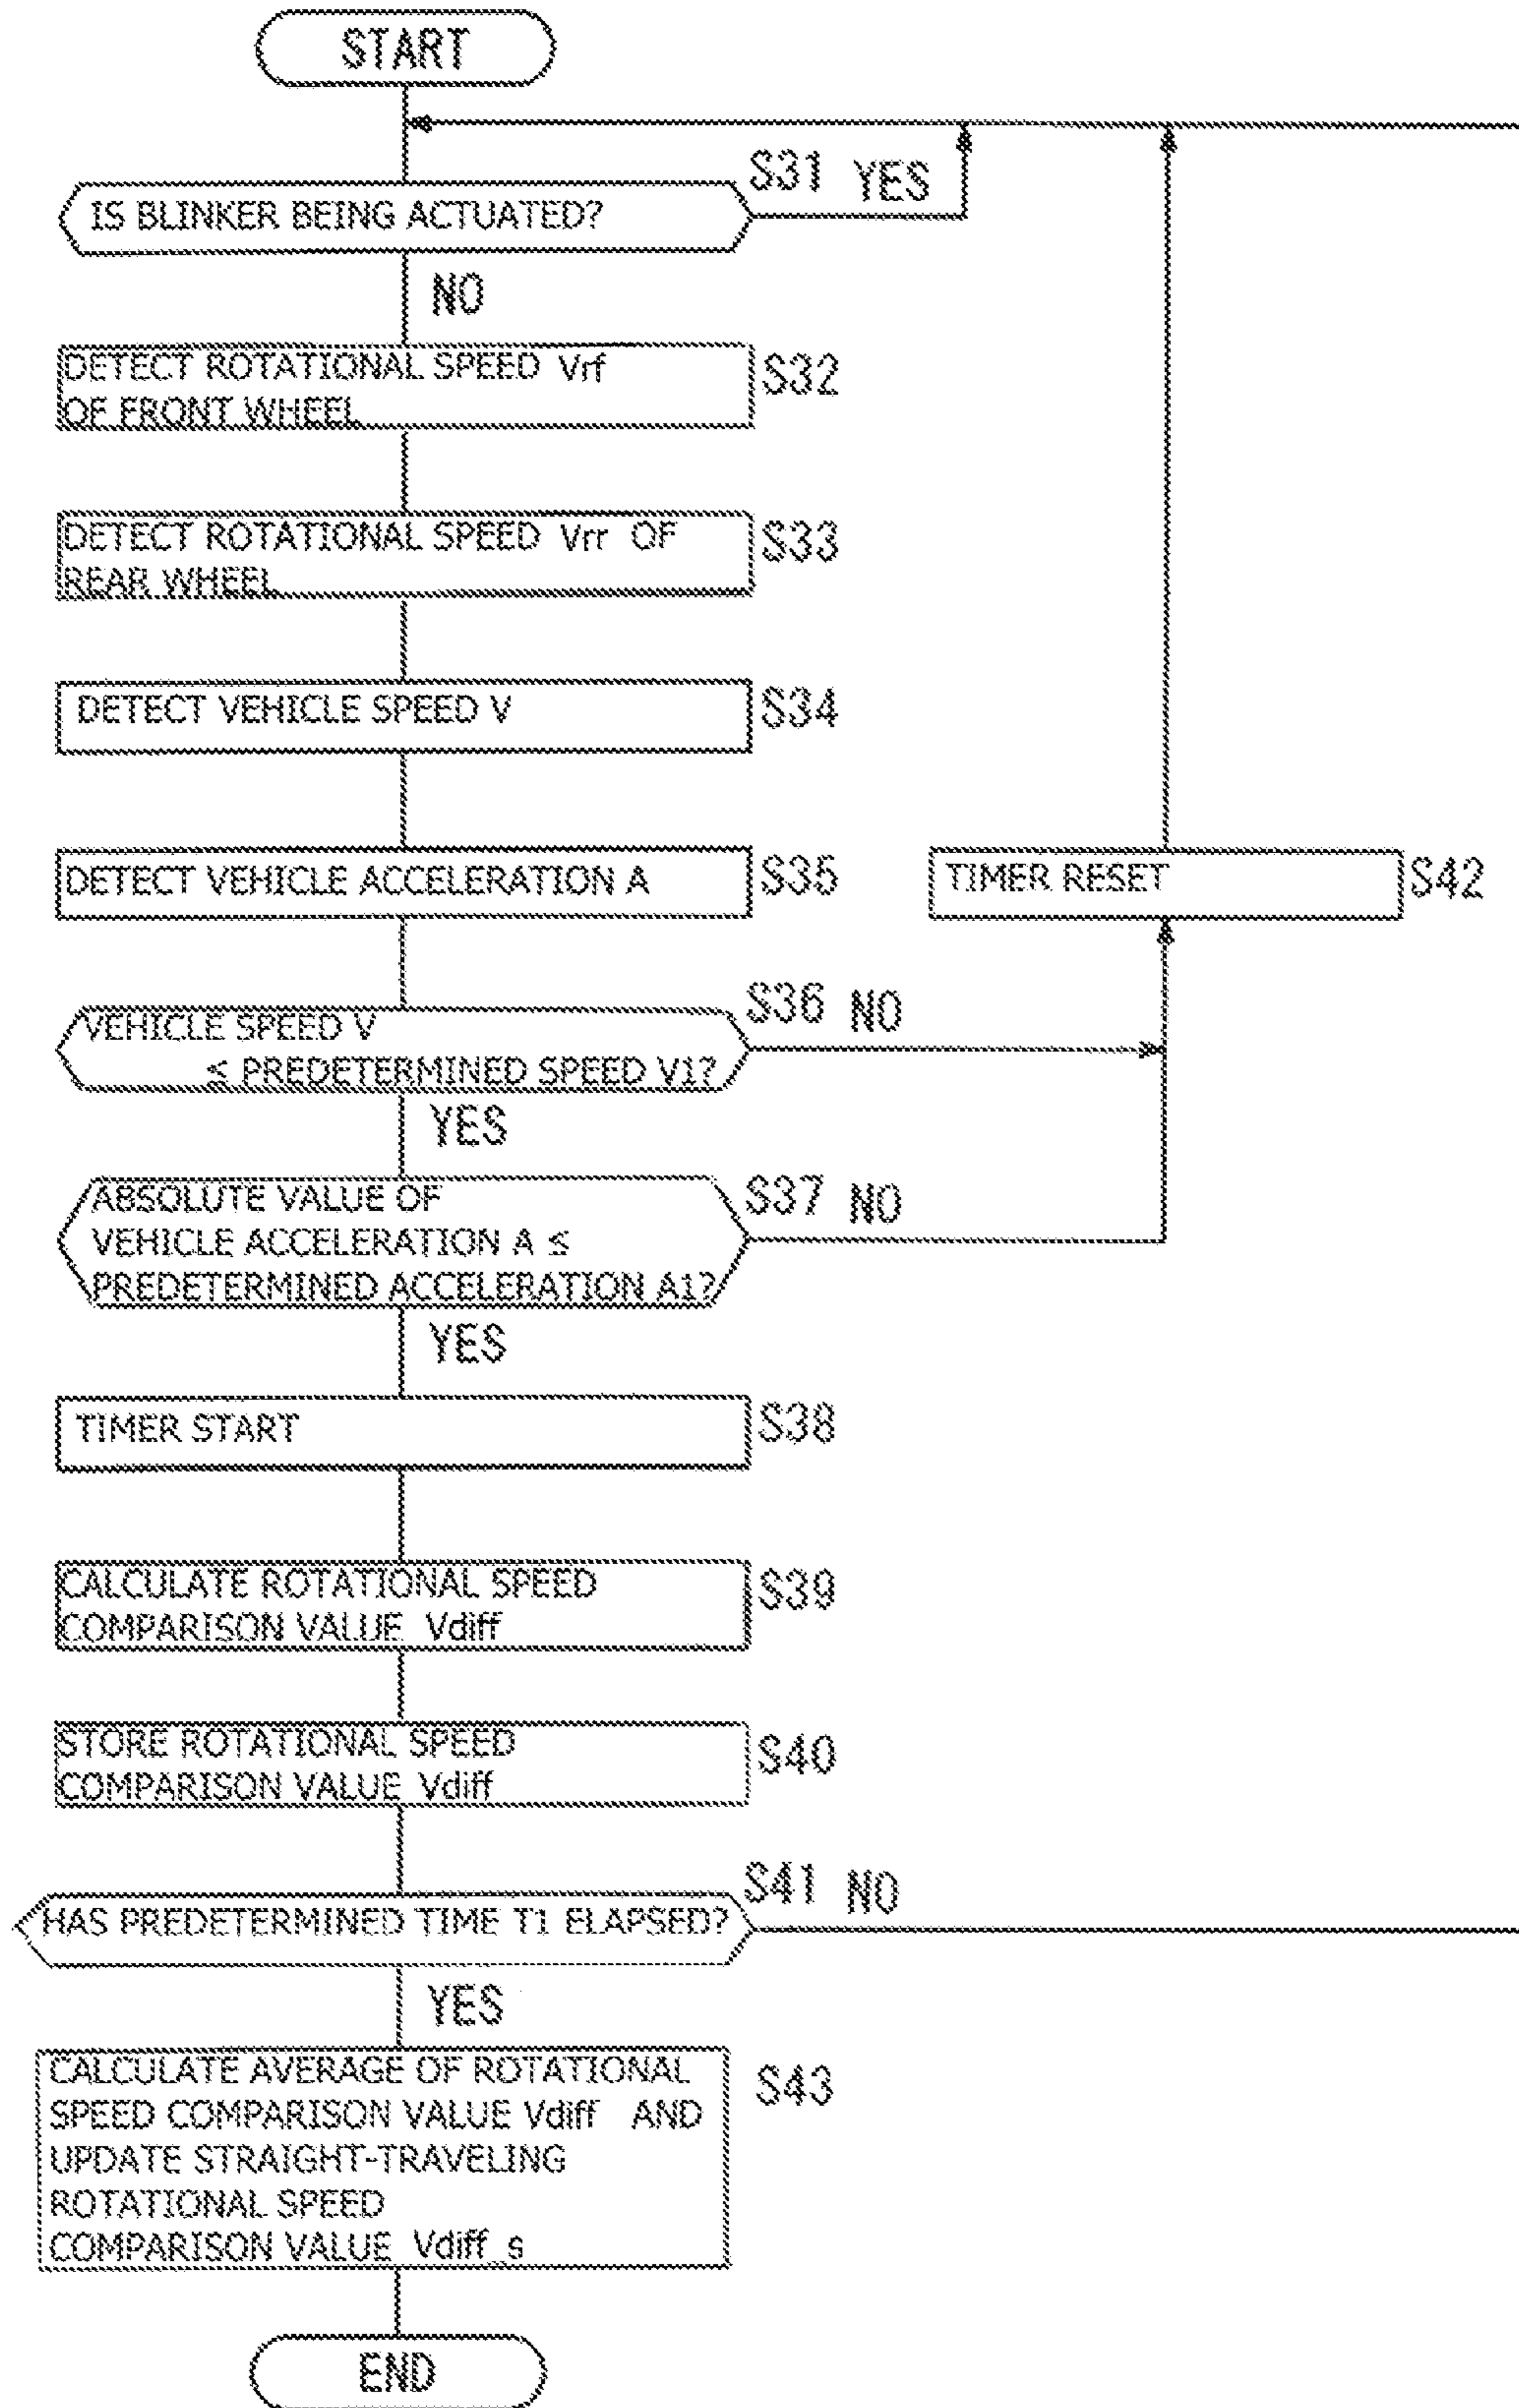 START
S31 YES
IS BLINKER BEING ACTUATED?
NO
DETECT ROTATIONAL SPEED Vrf
OF FRONT WHEEL
S32
DETECT ROTATIONAL SPEED Vrr OF
REAR WHEEL
S33
DETECT VEHICLE SPEED V
S34
DETECT VEHICLE ACCELERATION A
S35
TIMER RESET
S42
S36 NO
VEHICLE SPEED V
≤ PREDETERMINED SPEED V1?
YES
S37 NO
ABSOLUTE VALUE OF
VEHICLE ACCELERATION A ≤
PREDETERMINED ACCELERATION A1?
YES
TIMER START
S38
CALCULATE ROTATIONAL SPEED
COMPARISON VALUE Vdiff
S39
STORE ROTATIONAL SPEED
COMPARISON VALUE Vdiff
S40
S41 NO
HAS PREDETERMINED TIME T1 ELAPSED?
YES
CALCULATE AVERAGE OF ROTATIONAL
SPEED COMPARISON VALUE Vdiff AND
UPDATE STRAIGHT-TRAVELING
ROTATIONAL SPEED
COMPARISON VALUE Vdiff_s
S43
END